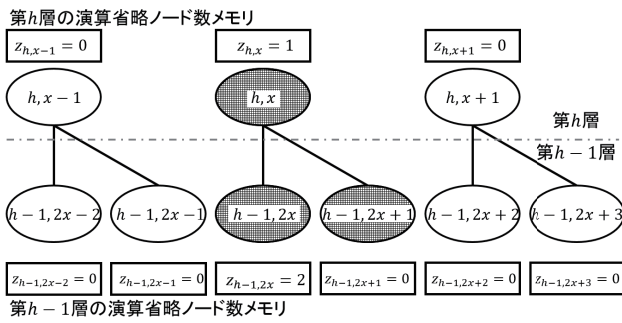 第h層の演算省略ノード数メモリ
z_{h,x-1} = 0
z_{h,x} = 1
z_{h,x+1} = 0
h, x − 1
h, x
h, x + 1
第h層
第h − 1層
h − 1, 2x − 2
h − 1, 2x − 1
h − 1, 2x
h − 1, 2x + 1
h − 1, 2x + 2
h − 1, 2x + 3
z_{h-1,2x-2} = 0
z_{h-1,2x-1} = 0
z_{h-1,2x} = 2
z_{h-1,2x+1} = 0
z_{h-1,2x+2} = 0
z_{h-1,2x+3} = 0
第h − 1層の演算省略ノード数メモリ